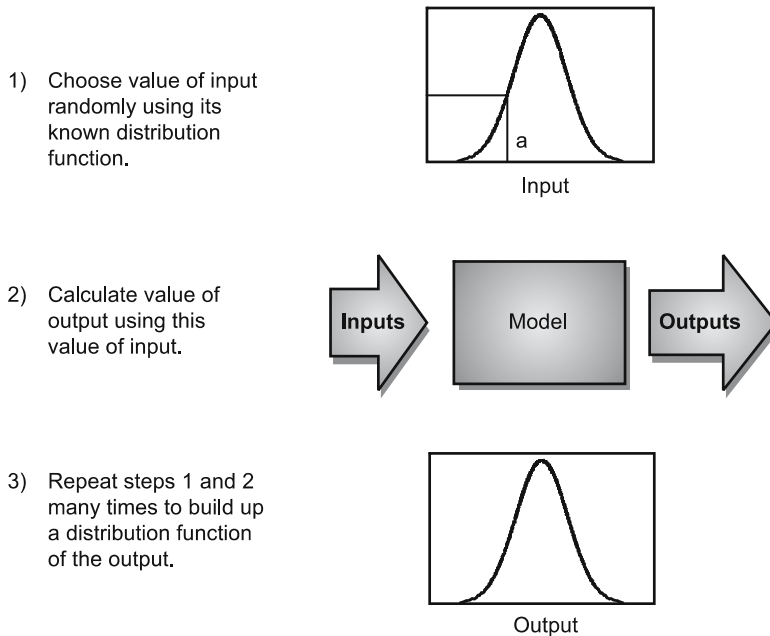 1) Choose value of input
randomly using its
known distribution
function.
a
Input
2) Calculate value of
output using this
value of input.
Inputs
Model
Outputs
3) Repeat steps 1 and 2
many times to build up
a distribution function
of the output.
Output